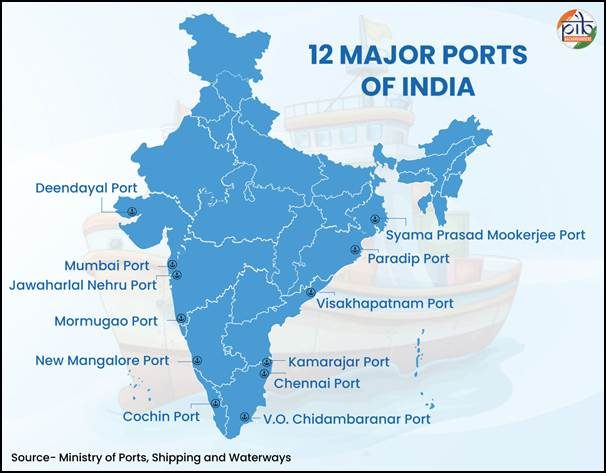 pib
12 MAJOR PORTS
OF INDIA
Deendayal Port
Syama Prasad Mookerjee Port
Paradip Port
Mumbai Port
Jawaharlal Nehru Port
Visakhapatnam Port
Mormugao Port
New Mangalore Port
Kamarajar Port
Chennai Port
Cochin Port
V.O. Chidambaranar Port
Source- Ministry of Ports, Shipping and Waterways